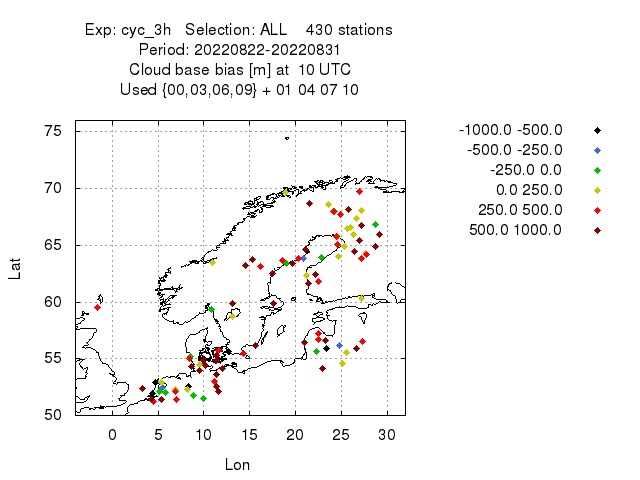 Exp: cyc_3h   Selection: ALL    430 stations
Period: 20220822-20220831
Cloud base bias [m] at  10 UTC
Used {00,03,06,09} + 01 04 07 10
-1000.0 -500.0
-500.0 -250.0
-250.0 0.0
0.0 250.0
250.0 500.0
500.0 1000.0
75
70
65
60
55
50
Lat
0 5 10 15 20 25 30
Lon